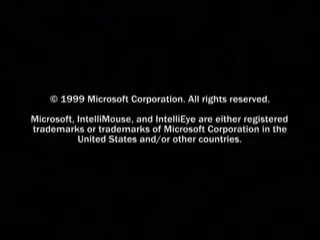 © 1999 Microsoft Corporation. All rights reserved.
Microsoft, IntelliMouse, and IntelliEye are either registered
trademarks or trademarks of Microsoft Corporation in the
United States and/or other countries.